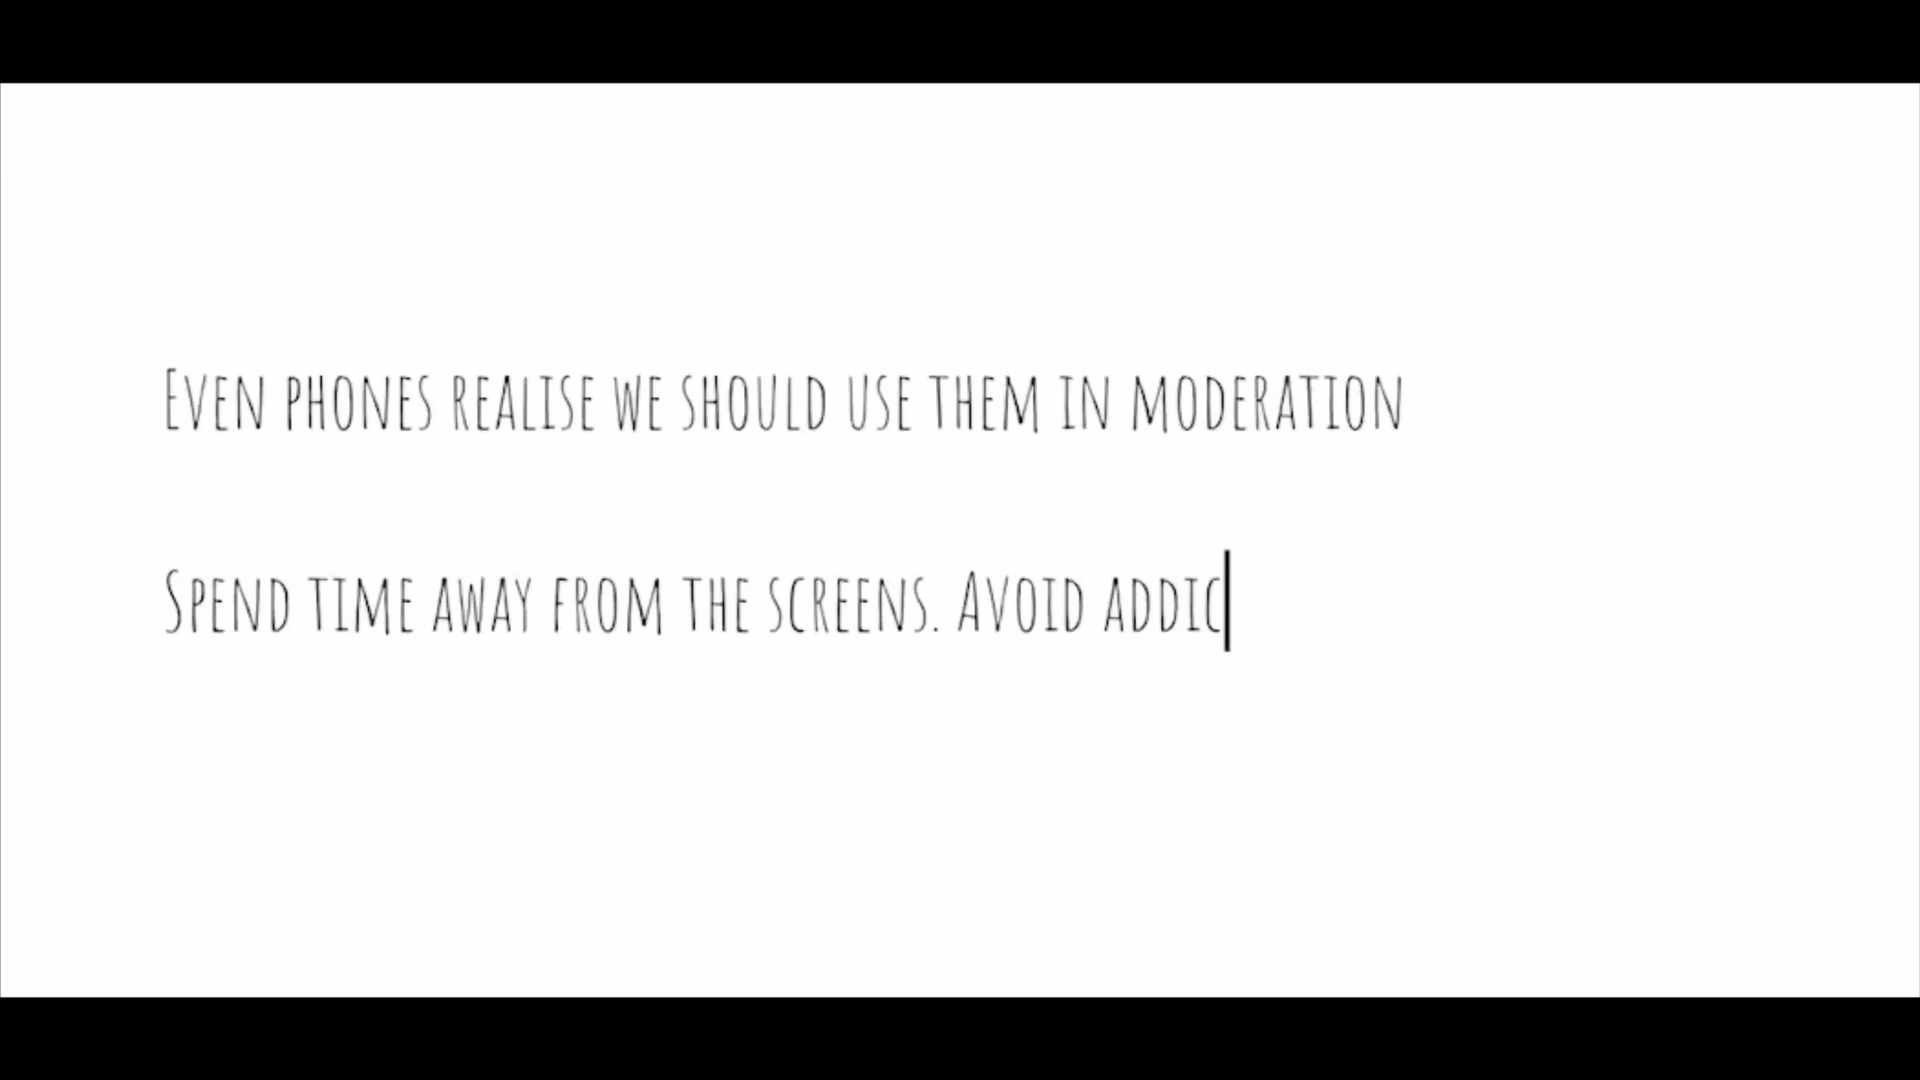 Even phones realise we should use them in moderation
Spend time away from the screens. Avoid addic